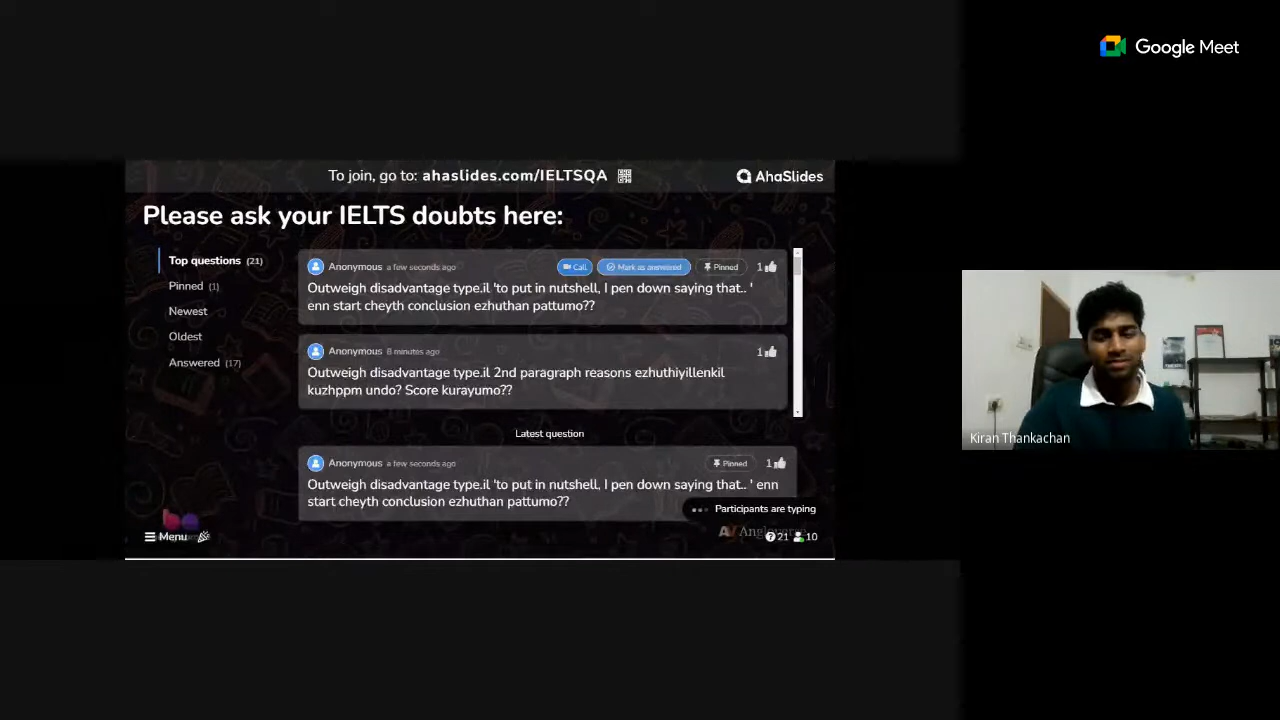 Google Meet
To join, go to: ahaslides.com/IELTSQA
AhaSlides
Please ask your IELTS doubts here:
Top questions (21)
Pinned (1)
Newest
Oldest
Answered (17)
Anonymous a few seconds ago
Call
Mark as answered
Pinned
1
Outweigh disadvantage type.il 'to put in nutshell, I pen down saying that.. '
enn start cheyth conclusion ezhuthan pattumo??
Anonymous 8 minutes ago
1
Outweigh disadvantage type.il 2nd paragraph reasons ezhuthiyillenkil
kuzhppm undo? Score kurayumo??
Latest question
Anonymous a few seconds ago
Pinned
1
Outweigh disadvantage type.il 'to put in nutshell, I pen down saying that.. ' enn
start cheyth conclusion ezhuthan pattumo??
Participants are typing
Menu
21
10
Kiran Thankachan